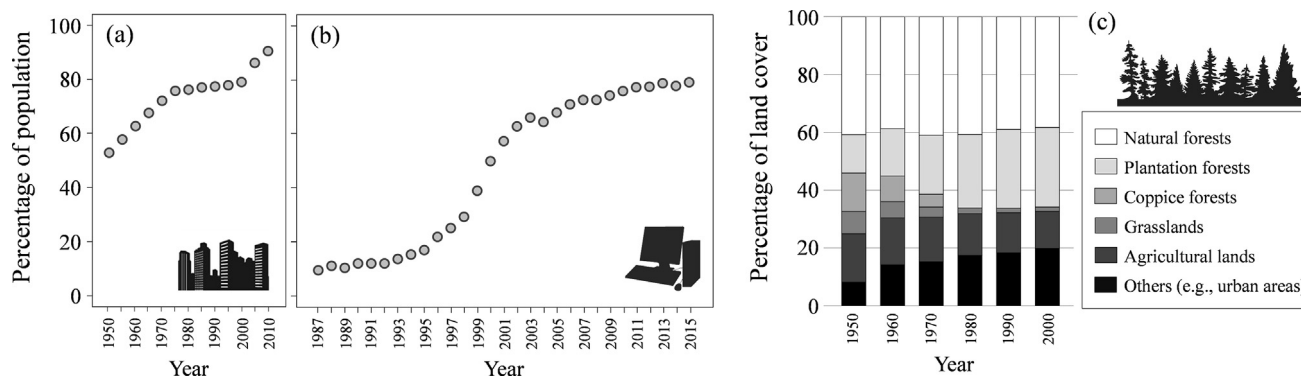 (a)
Percentage of population
100
80
60
40
20
0
1950
1960
1970
1980
1990
2000
2010
Year
(b)
1987
1989
1991
1993
1995
1997
1999
2001
2003
2005
2007
2009
2011
2013
2015
Year
(c)
Percentage of land cover
100
80
60
40
20
0
1950
1960
1970
1980
1990
2000
Year
Natural forests
Plantation forests
Coppice forests
Grasslands
Agricultural lands
Others (e.g., urban areas)